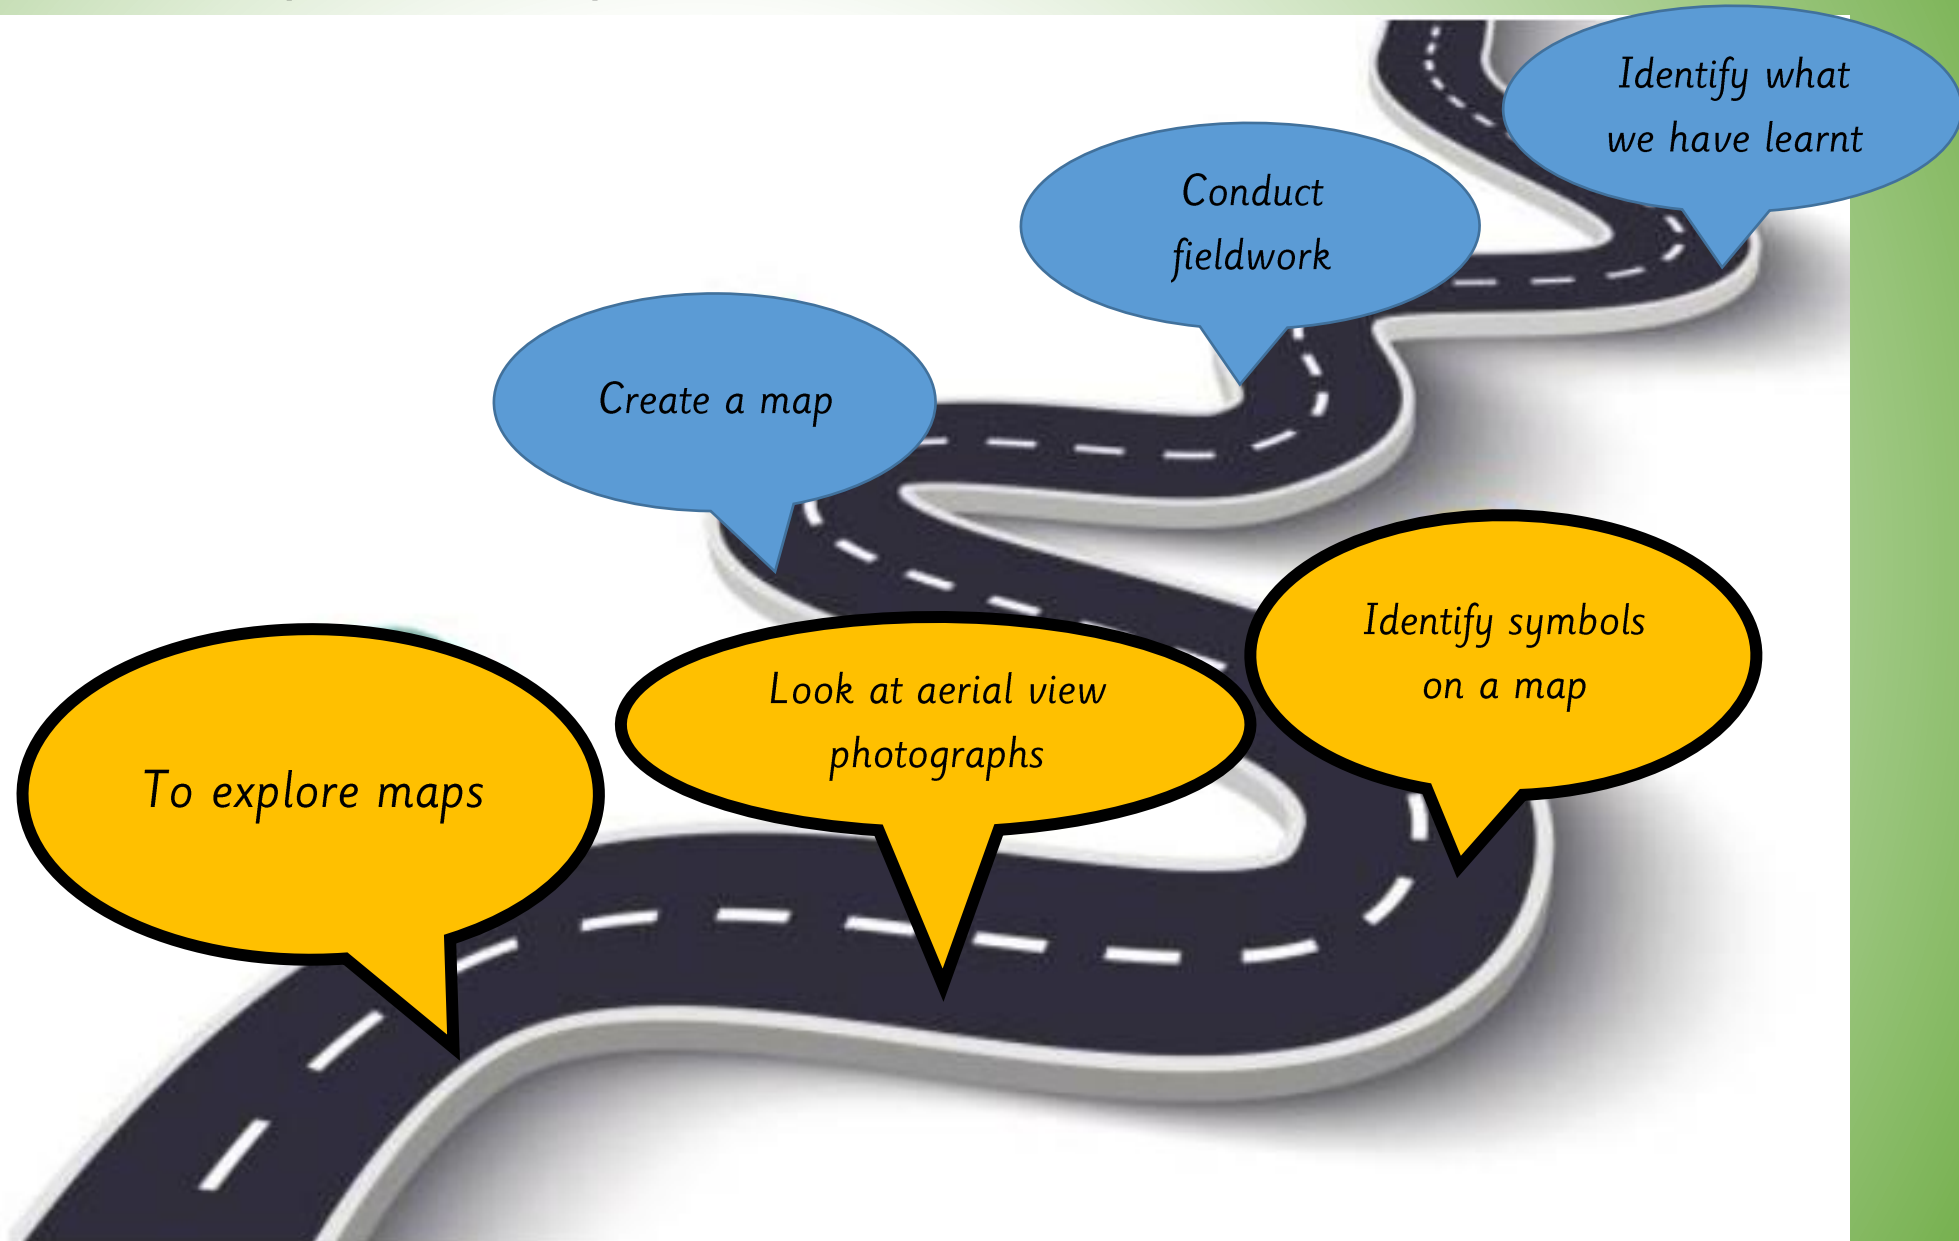 Identify what
we have learnt
Conduct
fieldwork
Create a map
Identify symbols
on a map
Look at aerial view
photographs
To explore maps